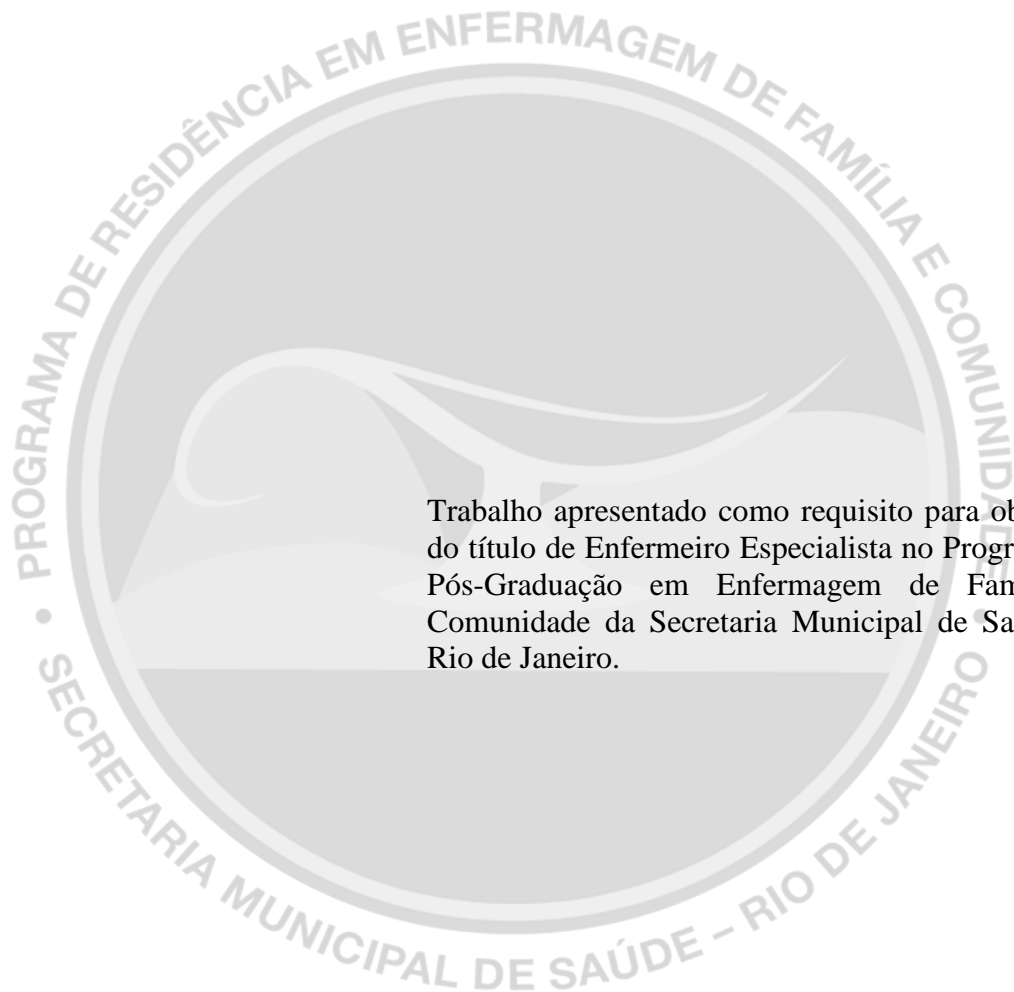 PROGRAMA DE RESIDÊNCIA EM ENFERMAGEM DE FAMÍLIA E COMUNIDADE
• SECRETARIA MUNICIPAL DE SAÚDE – RIO DE JANEIRO •
Trabalho apresentado como requisito para ob
do título de Enfermeiro Especialista no Progr
Pós-Graduação em Enfermagem de Fam
Comunidade da Secretaria Municipal de Sa
Rio de Janeiro.